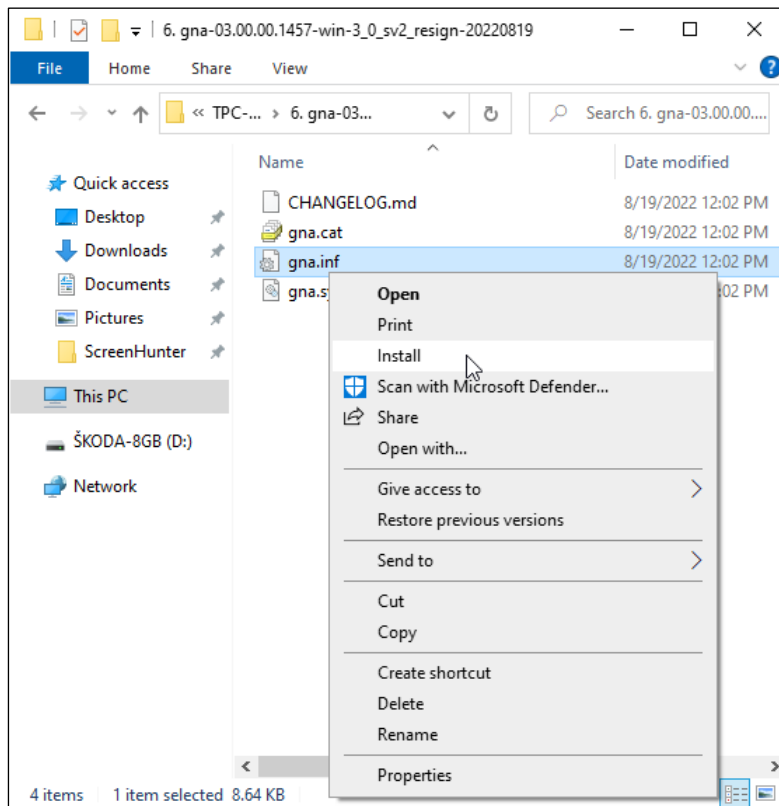 6. gna-03.00.00.1457-win-3_0_sv2_resign-20220819
File Home Share View
« TPC-... › 6. gna-03... Search 6. gna-03.00.00....
Name Date modified
Quick access
Desktop
Downloads
Documents
Pictures
ScreenHunter
This PC
ŠKODA-8GB (D:)
Network
CHANGELOG.md 8/19/2022 12:02 PM
gna.cat 8/19/2022 12:02 PM
gna.inf 8/19/2022 12:02 PM
gna.s :02 PM
Open
Print
Install
Scan with Microsoft Defender...
Share
Open with...
Give access to
Restore previous versions
Send to
Cut
Copy
Create shortcut
Delete
Rename
Properties
4 items 1 item selected 8.64 KB